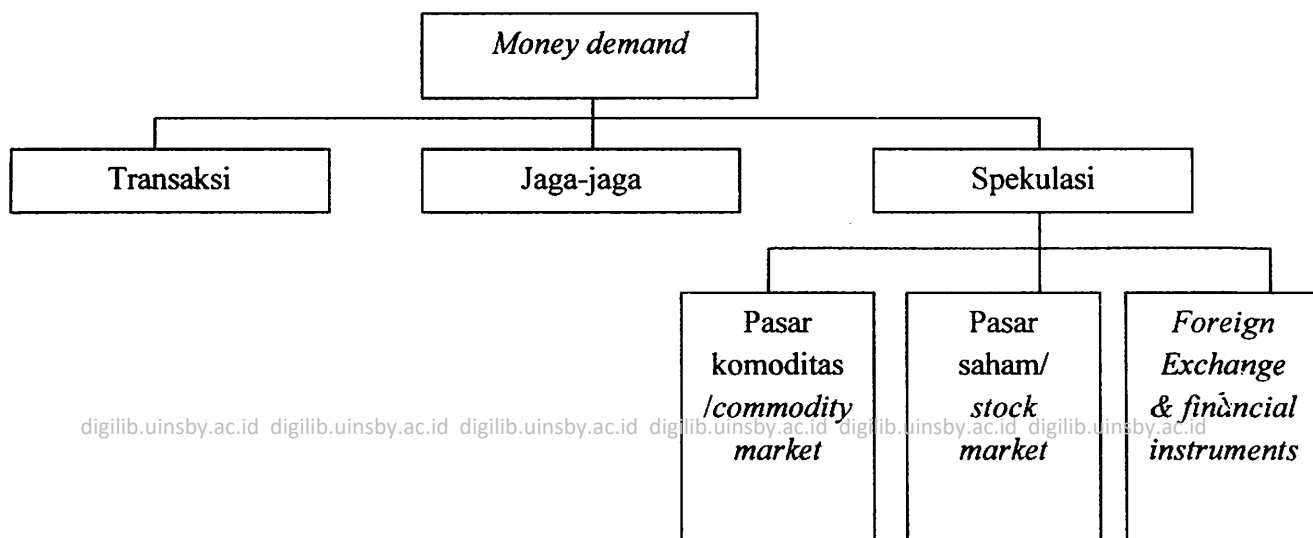 Money demand
Transaksi
Jaga-jaga
Spekulasi
Pasar
komoditas
/commodity
market
Pasar
saham/
stock
market
Foreign
Exchange
& financial
instruments
digilib.uinsby.ac.id digilib.uinsby.ac.id digilib.uinsby.ac.id digilib.uinsby.ac.id digilib.uinsby.ac.id digilib.uinsby.ac.id